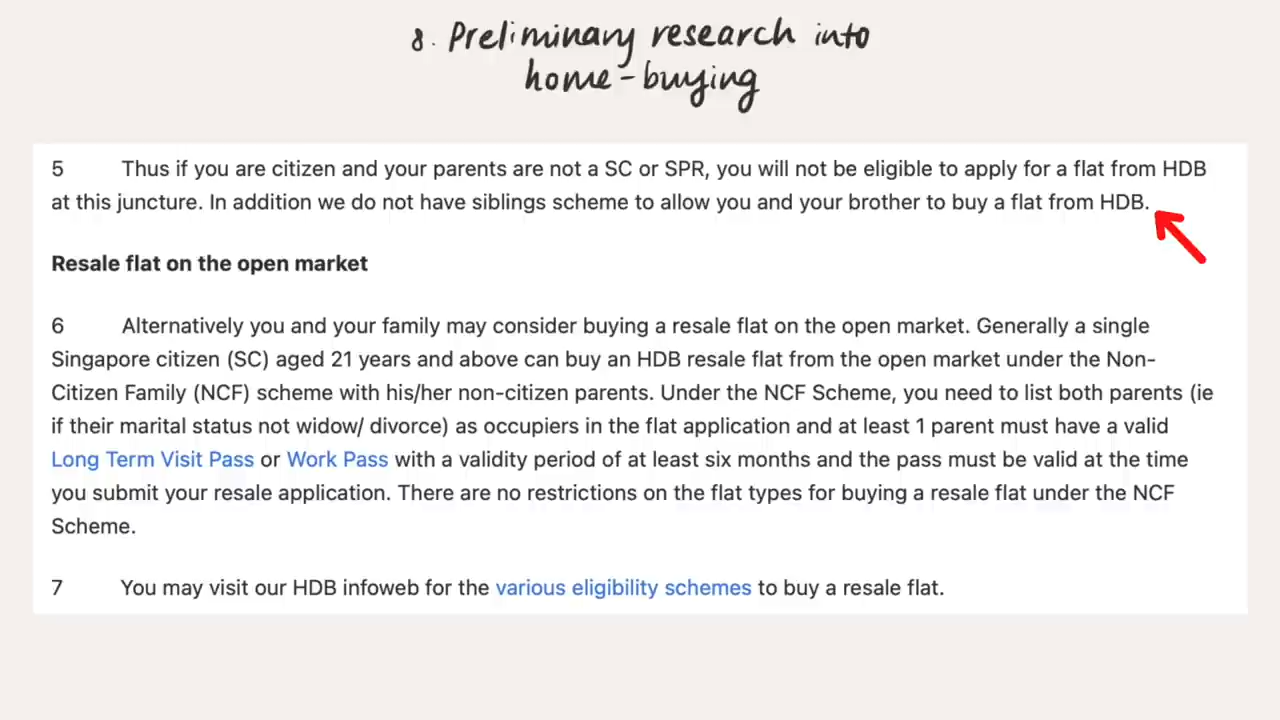 8. Preliminary research into
home-buying
5 Thus if you are citizen and your parents are not a SC or SPR, you will not be eligible to apply for a flat from HDB
at this juncture. In addition we do not have siblings scheme to allow you and your brother to buy a flat from HDB.
Resale flat on the open market
6 Alternatively you and your family may consider buying a resale flat on the open market. Generally a single
Singapore citizen (SC) aged 21 years and above can buy an HDB resale flat from the open market under the Non-
Citizen Family (NCF) scheme with his/her non-citizen parents. Under the NCF Scheme, you need to list both parents (ie
if their marital status not widow/ divorce) as occupiers in the flat application and at least 1 parent must have a valid
Long Term Visit Pass or Work Pass with a validity period of at least six months and the pass must be valid at the time
you submit your resale application. There are no restrictions on the flat types for buying a resale flat under the NCF
Scheme.
7 You may visit our HDB infoweb for the various eligibility schemes to buy a resale flat.